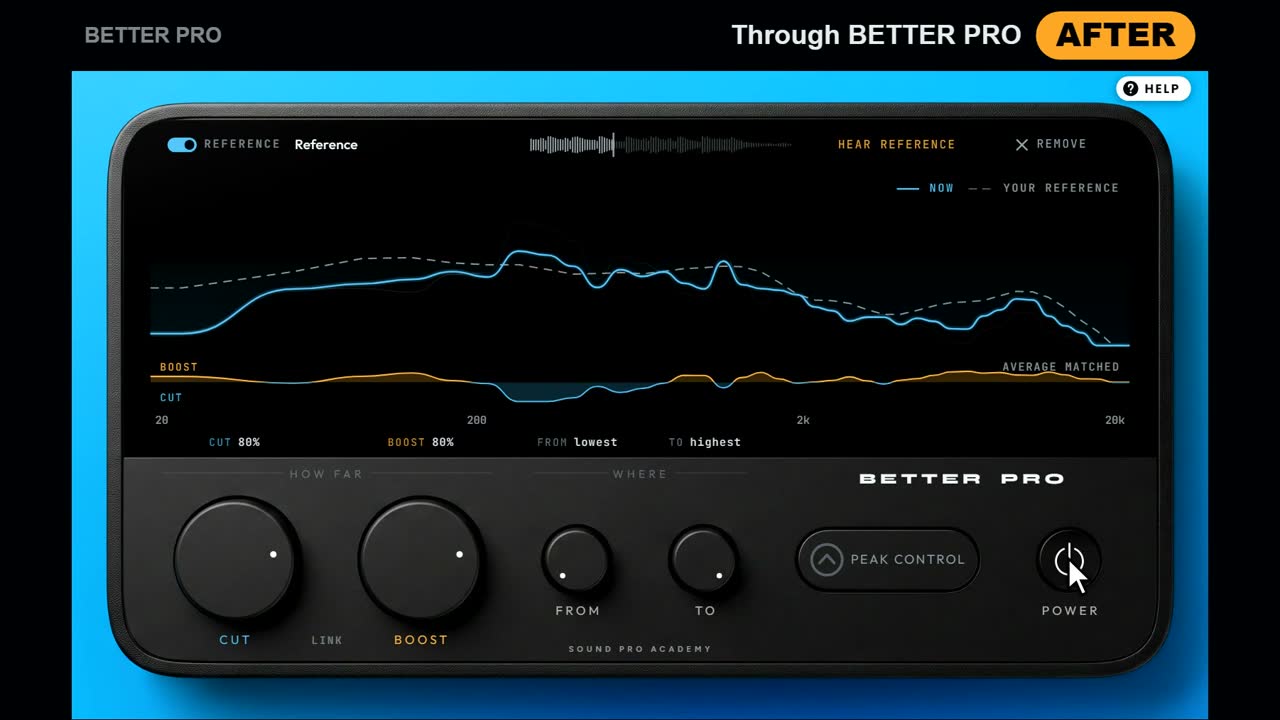 BETTER PRO
Through BETTER PRO AFTER
? HELP
REFERENCE Reference
HEAR REFERENCE
REMOVE
NOW YOUR REFERENCE
BOOST
AVERAGE MATCHED
CUT
20 200 2k 20k
CUT 80% BOOST 80% FROM lowest TO highest
HOW FAR WHERE
BETTER PRO
PEAK CONTROL
FROM TO POWER
CUT LINK BOOST
SOUND PRO ACADEMY